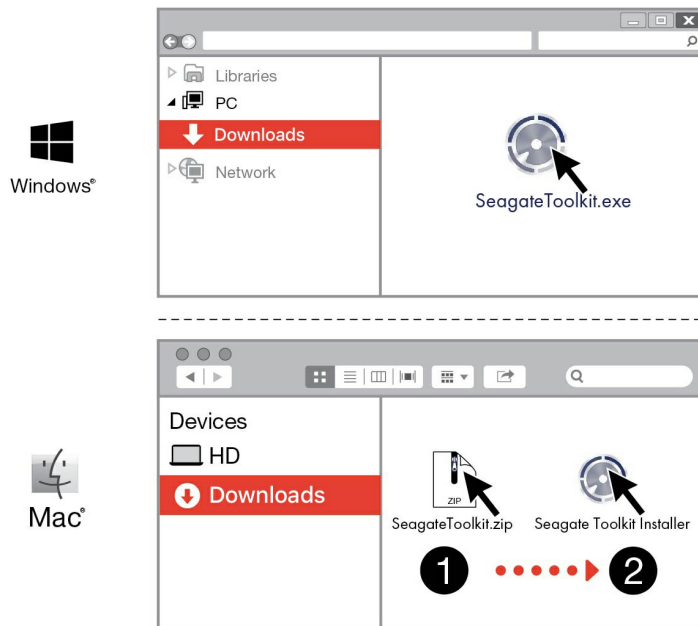 Libraries
PC
Downloads
Network
SeagateToolkit.exe
Windows®
Devices
HD
Downloads
ZIP
SeagateToolkit.zip
Seagate Toolkit Installer
1
2
Mac®